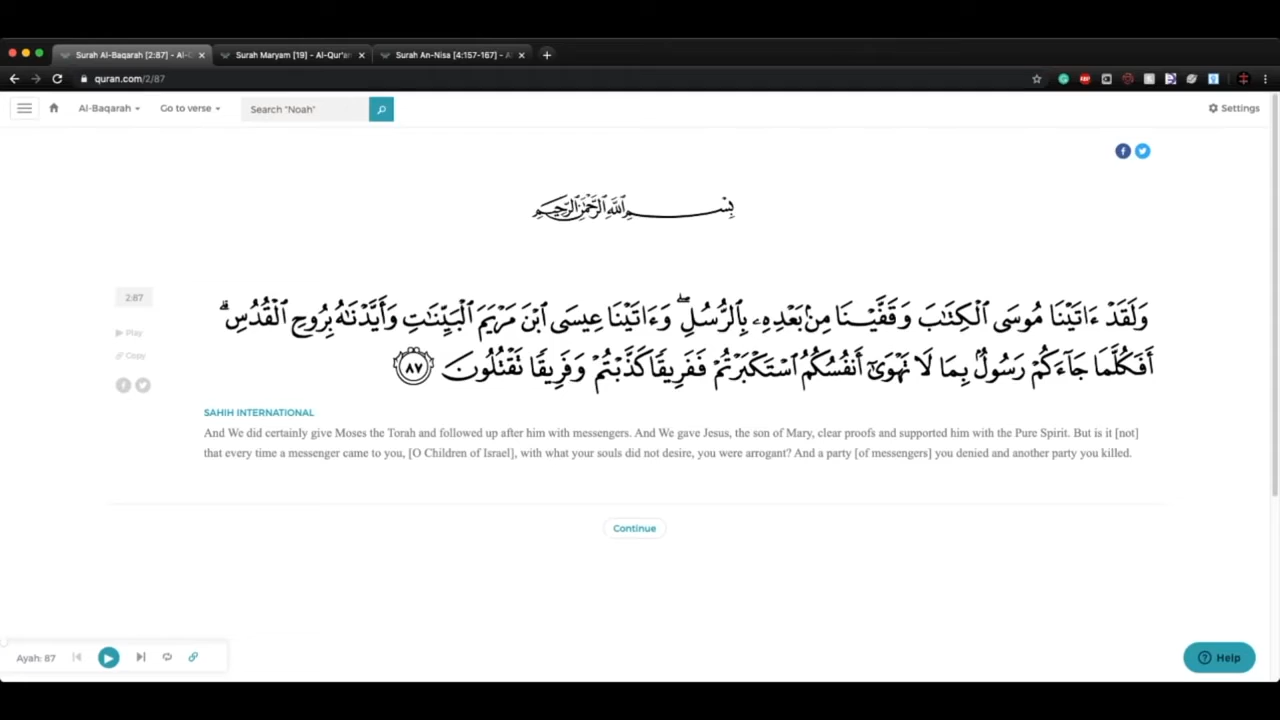 Surah Al-Baqarah [2:87] - Al-Q
Surah Maryam [19] - Al-Qur'an
Surah An-Nisa [4:157-167] - A
quran.com/2/87
Al-Baqarah
Go to verse
Search "Noah"
Settings
بِسْمِ ٱللَّهِ ٱلرَّحْمَٰنِ ٱلرَّحِيمِ
2:87
Play
Copy
وَلَقَدْ ءَاتَيْنَا مُوسَى ٱلْكِتَٰبَ وَقَفَّيْنَا مِنۢ بَعْدِهِۦ بِٱلرُّسُلِ ۖ وَءَاتَيْنَا عِيسَى ٱبْنَ مَرْيَمَ ٱلْبَيِّنَٰتِ وَأَيَّدْنَٰهُ بِرُوحِ ٱلْقُدُسِ ۗ
أَفَكُلَّمَا جَآءَكُمْ رَسُولٌۢ بِمَا لَا تَهْوَىٰٓ أَنفُسُكُمُ ٱسْتَكْبَرْتُمْ فَفَرِيقًا كَذَّبْتُمْ وَفَرِيقًا تَقْتُلُونَ ٨٧
SAHIH INTERNATIONAL
And We did certainly give Moses the Torah and followed up after him with messengers. And We gave Jesus, the son of Mary, clear proofs and supported him with the Pure Spirit. But is it [not]
that every time a messenger came to you, [O Children of Israel], with what your souls did not desire, you were arrogant? And a party [of messengers] you denied and another party you killed.
Continue
Ayah: 87
Help